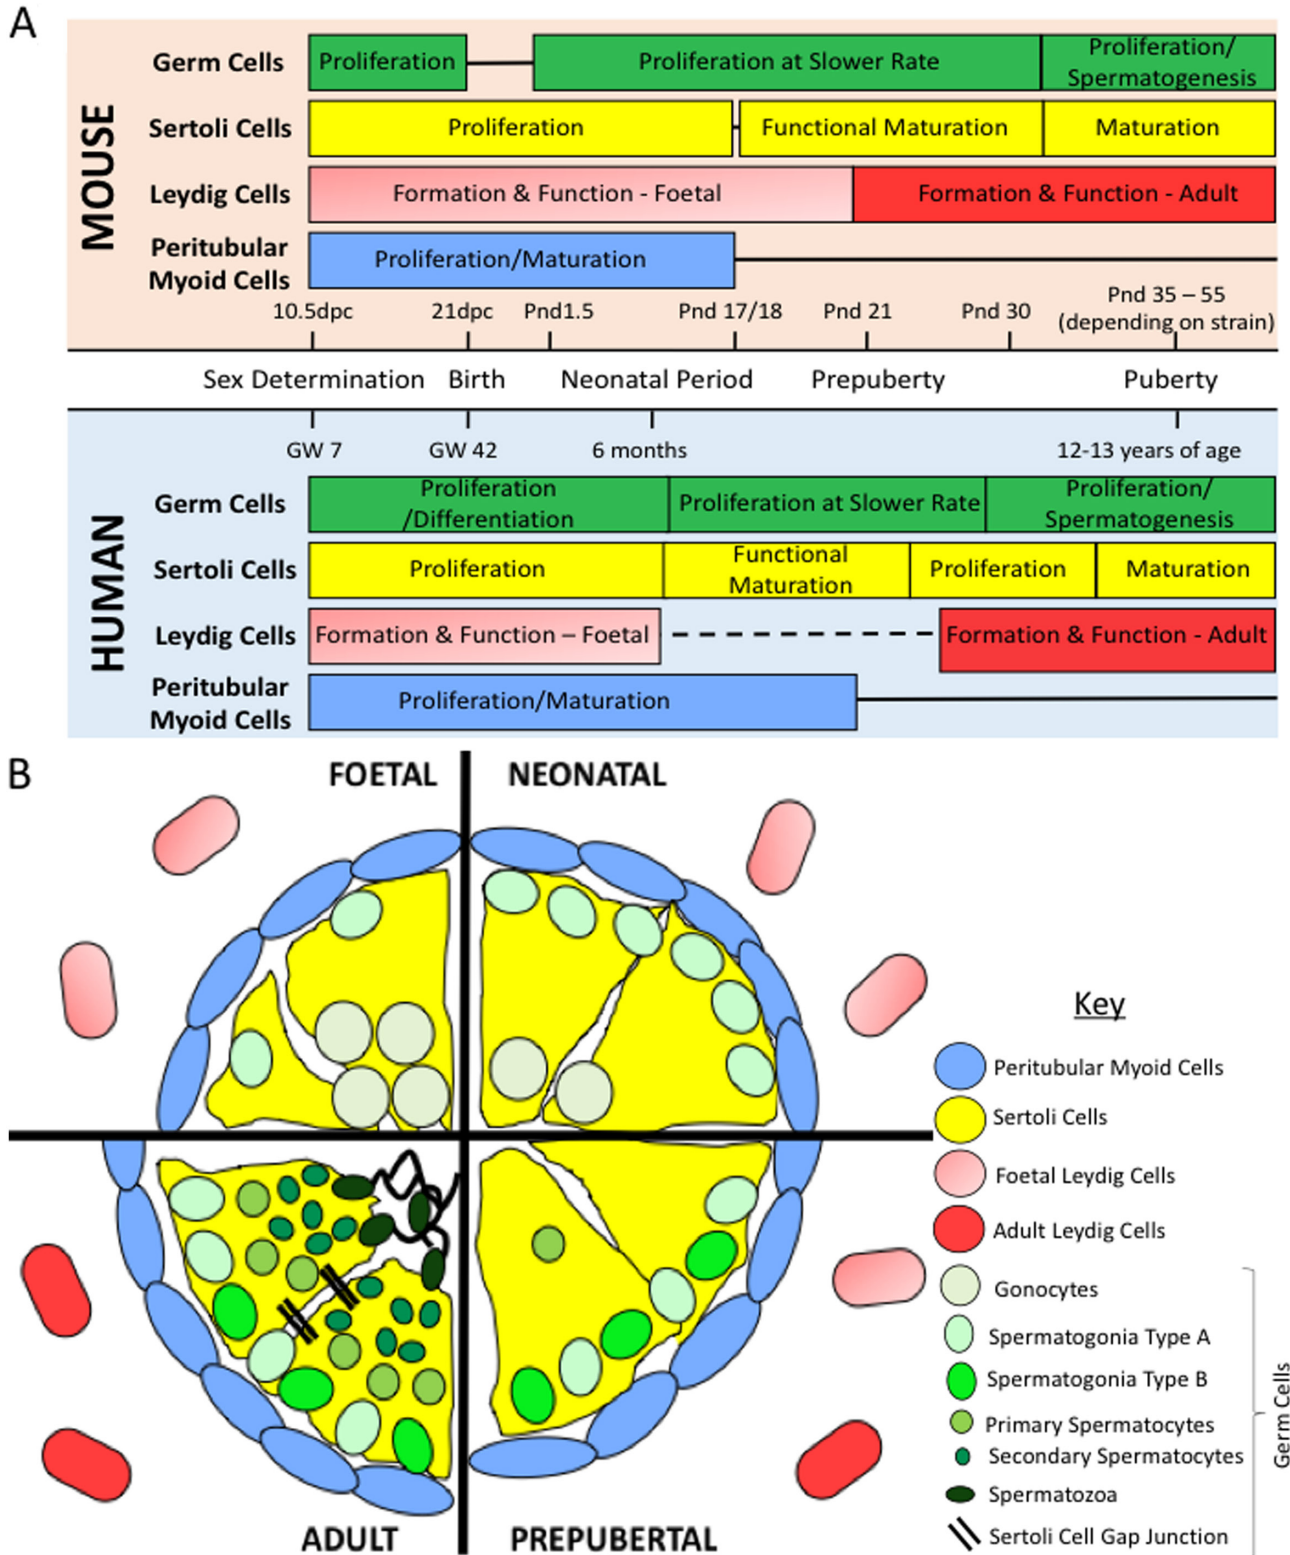 A
MOUSE
Germ Cells
Proliferation
Proliferation at Slower Rate
Proliferation/
Spermatogenesis
Sertoli Cells
Proliferation
Functional Maturation
Maturation
Leydig Cells
Formation & Function - Foetal
Formation & Function - Adult
Peritubular
Myoid Cells
Proliferation/Maturation
10.5dpc
21dpc
Pnd1.5
Pnd 17/18
Pnd 21
Pnd 30
Pnd 35 – 55
(depending on strain)
Sex Determination
Birth
Neonatal Period
Prepuberty
Puberty
GW 7
GW 42
6 months
12-13 years of age
HUMAN
Germ Cells
Proliferation
/Differentiation
Proliferation at Slower Rate
Proliferation/
Spermatogenesis
Sertoli Cells
Proliferation
Functional
Maturation
Proliferation
Maturation
Leydig Cells
Formation & Function – Foetal
Formation & Function - Adult
Peritubular
Myoid Cells
Proliferation/Maturation
B
FOETAL
NEONATAL
ADULT
PREPUBERTAL
Key
Peritubular Myoid Cells
Sertoli Cells
Foetal Leydig Cells
Adult Leydig Cells
Gonocytes
Spermatogonia Type A
Spermatogonia Type B
Primary Spermatocytes
Secondary Spermatocytes
Spermatozoa
Sertoli Cell Gap Junction
Germ Cells